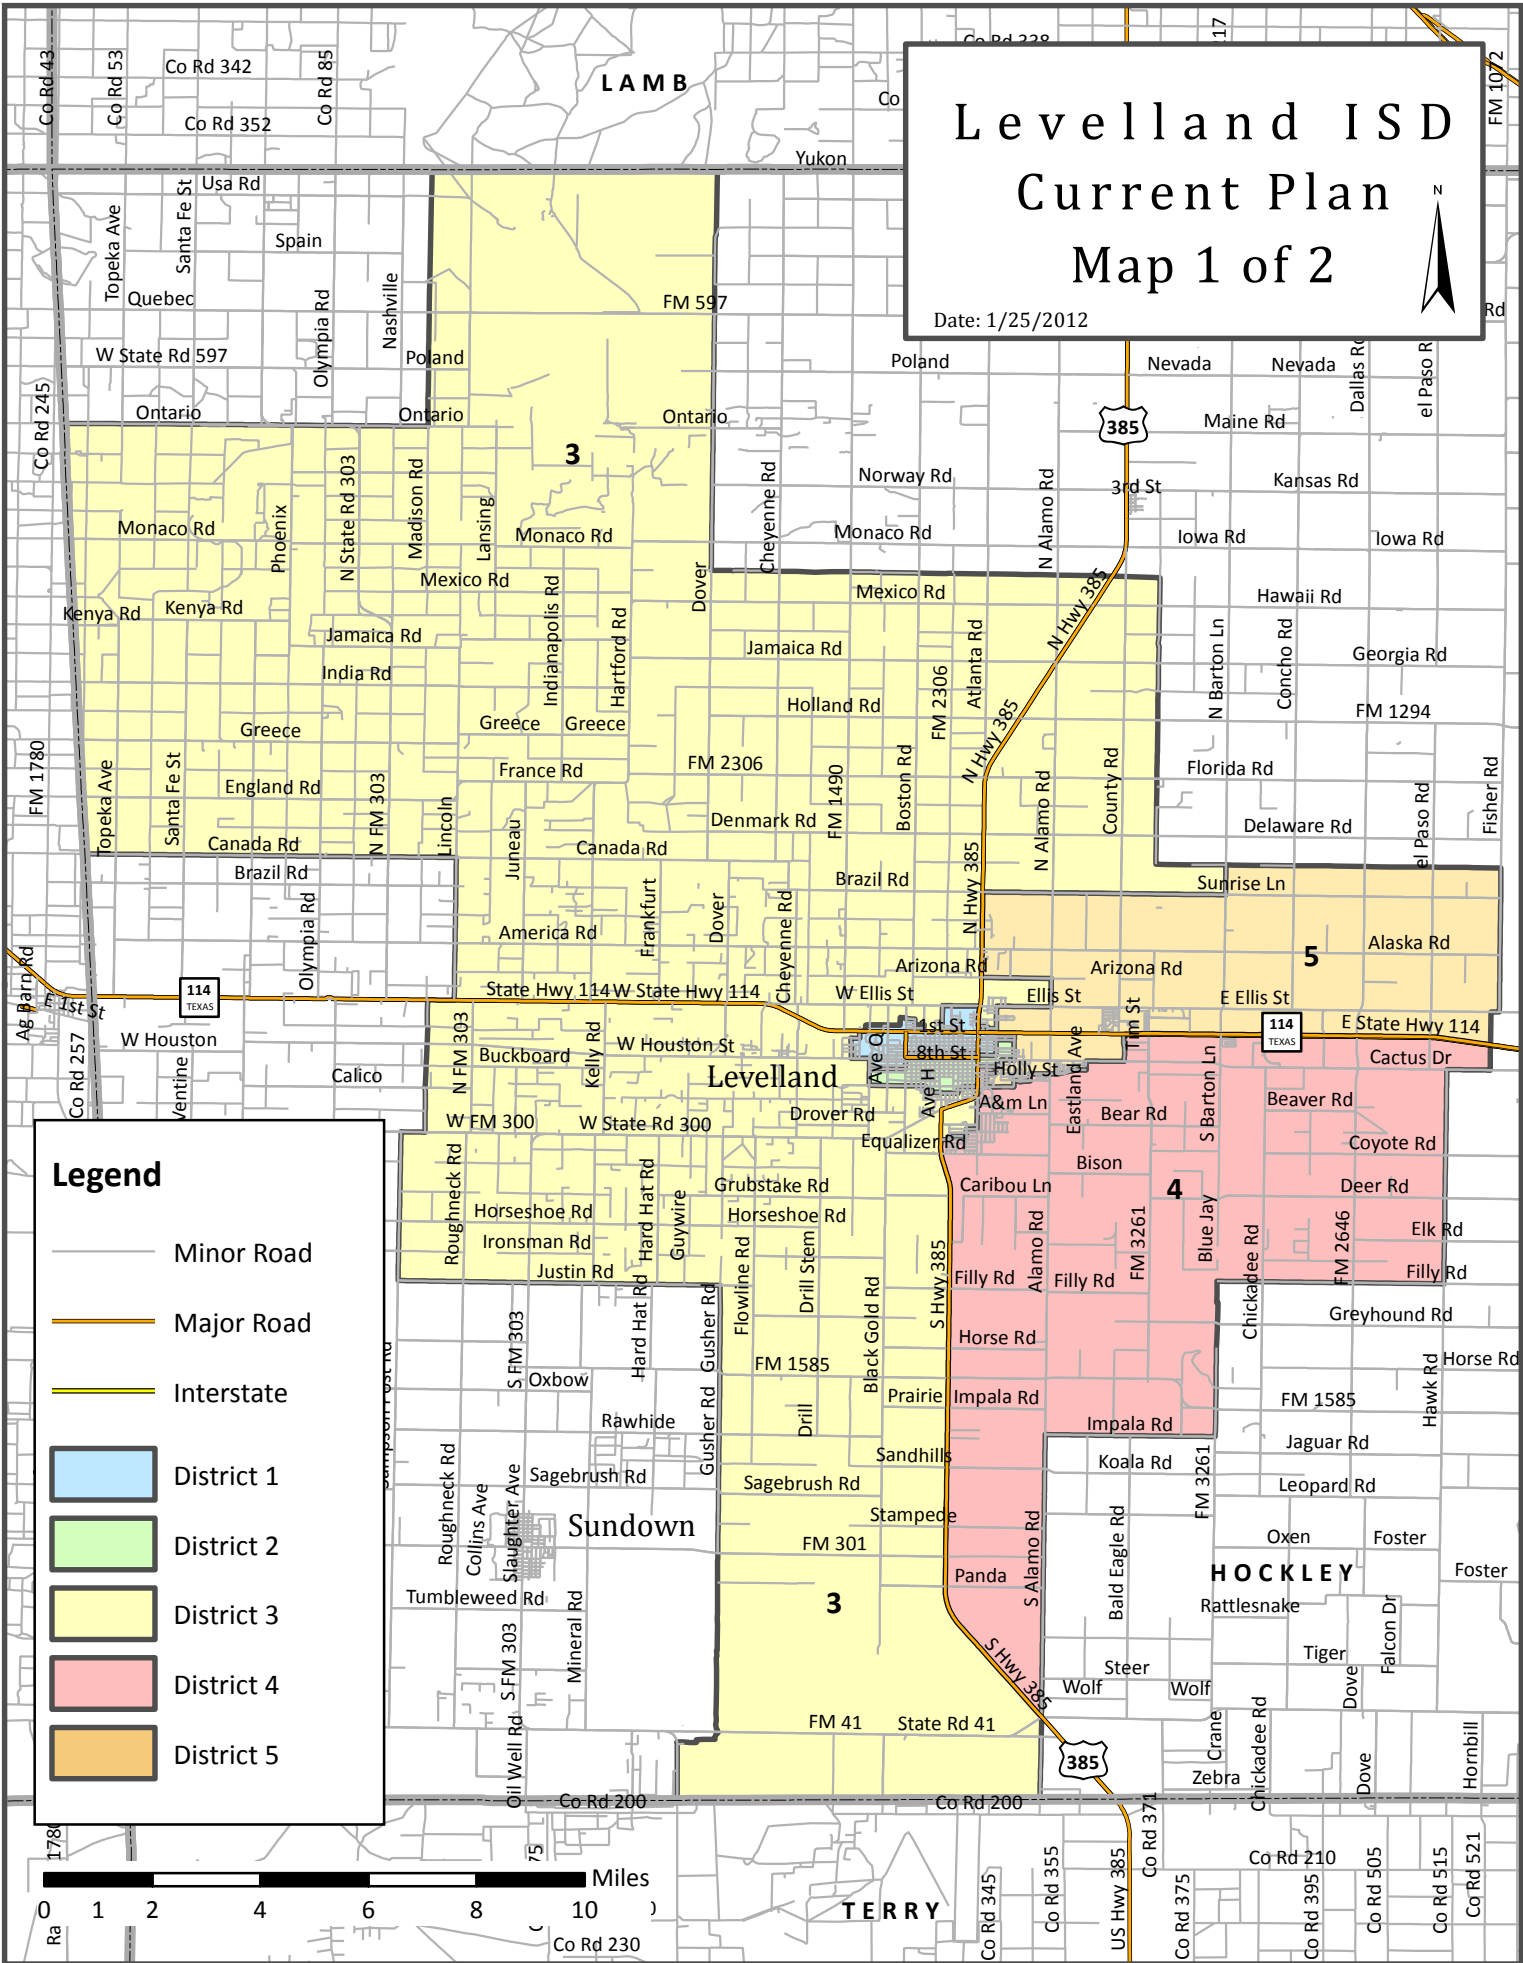 Co Rd 43
Co Rd 53
Co Rd 342
Co Rd 85
LAMB
Co Rd 352
Co
FM 1072
Levelland ISD
Current Plan
Map 1 of 2
Date: 1/25/2012
N
Yukon
Usa Rd
Topeka Ave
Santa Fe St
Spain
Quebec
Olympia Rd
Nashville
FM 597
Rd
W State Rd 597
Poland
Poland
Nevada
Nevada
Dallas Rd
el Paso R
Co Rd 245
Ontario
Ontario
Ontario
385
Maine Rd
3
Norway Rd
Kansas Rd
3rd St
Monaco Rd
Phoenix
N State Rd 303
Madison Rd
Lansing
Monaco Rd
Cheyenne Rd
Monaco Rd
N Alamo Rd
Iowa Rd
Iowa Rd
Mexico Rd
Dover
Mexico Rd
N Hwy 385
Hawaii Rd
Kenya Rd
Kenya Rd
Jamaica Rd
Indianapolis Rd
Hartford Rd
Jamaica Rd
Atlanta Rd
N Barton Ln
Concho Rd
Georgia Rd
India Rd
Holland Rd
FM 2306
FM 1294
Greece
Greece
Greece
N Hwy 385
FM 1780
Topeka Ave
Santa Fe St
England Rd
N FM 303
Lincoln
France Rd
FM 2306
FM 1490
Boston Rd
N Alamo Rd
County Rd
Florida Rd
Fisher Rd
Denmark Rd
Delaware Rd
el Paso Rd
Canada Rd
Juneau
Canada Rd
N Hwy 385
Brazil Rd
Brazil Rd
Sunrise Ln
Olympia Rd
America Rd
Frankfurt
Dover
Cheyenne Rd
5
Alaska Rd
Arizona Rd
Arizona Rd
Ag Barn Rd
E 1st St
114
TEXAS
State Hwy 114
W State Hwy 114
W Ellis St
Ellis St
E Ellis St
Tim St
114
TEXAS
E State Hwy 114
1st St
W Houston
N FM 303
Buckboard
Kelly Rd
W Houston St
Ave Q
8th St
Eastland Ave
S Barton Ln
Cactus Dr
Co Rd 257
Calico
Levelland
Holly St
Ave H
A&m Ln
Bear Rd
Beaver Rd
W FM 300
W State Rd 300
Drover Rd
Equalizer Rd
Coyote Rd
Bison
Roughneck Rd
Hard Hat Rd
Guywire
Grubstake Rd
Caribou Ln
4
Deer Rd
Horseshoe Rd
Horseshoe Rd
Ironsman Rd
Flowline Rd
Drill Stem
Alamo Rd
FM 3261
Blue Jay
Chickadee Rd
FM 2646
Elk Rd
Justin Rd
S Hwy 385
Filly Rd
Filly Rd
Filly Rd
Hard Hat Rd
Gusher Rd
Black Gold Rd
Greyhound Rd
S FM 303
Horse Rd
Horse Rd
FM 1585
Oxbow
Prairie
Impala Rd
FM 1585
Hawk Rd
Rawhide
Drill
Impala Rd
Gusher Rd
Sandhills
Jaguar Rd
Koala Rd
FM 3261
Roughneck Rd
Collins Ave
Slaughter Ave
Sagebrush Rd
Sagebrush Rd
Leopard Rd
Sundown
Stampede
S Alamo Rd
Bald Eagle Rd
Oxen
Foster
FM 301
Foster
Panda
HOCKLEY
Tumbleweed Rd
3
Rattlesnake
Falcon Dr
S FM 303
Mineral Rd
S Hwy 385
Tiger
Steer
Dove
Wolf
Wolf
Oil Well Rd
FM 41
State Rd 41
Crane
Chickadee Rd
385
Dove
Hornbill
Zebra
Co Rd 200
Co Rd 200
Co Rd 371
Legend
Minor Road
Major Road
Interstate
District 1
District 2
District 3
District 4
District 5
Miles
0 1 2 4 6 8 10
1780
75
Co Rd 230
TERRY
Co Rd 345
Co Rd 355
US Hwy 385
Co Rd 375
Co Rd 210
Co Rd 395
Co Rd 505
Co Rd 515
Co Rd 521